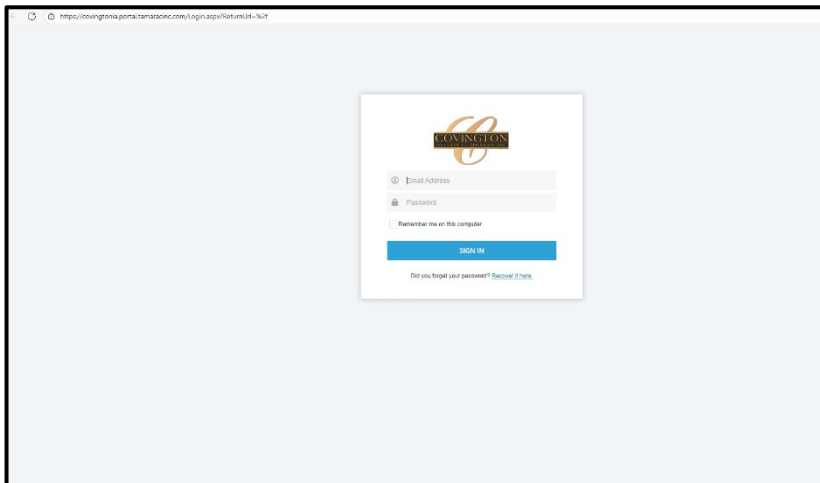 https://covingtonia.portal.tamaracinc.com/Login.aspx?ReturnUrl=%2f
COVINGTON
Email Address
Password
Remember me on this computer
SIGN IN
Did you forget your password? Recover it here.